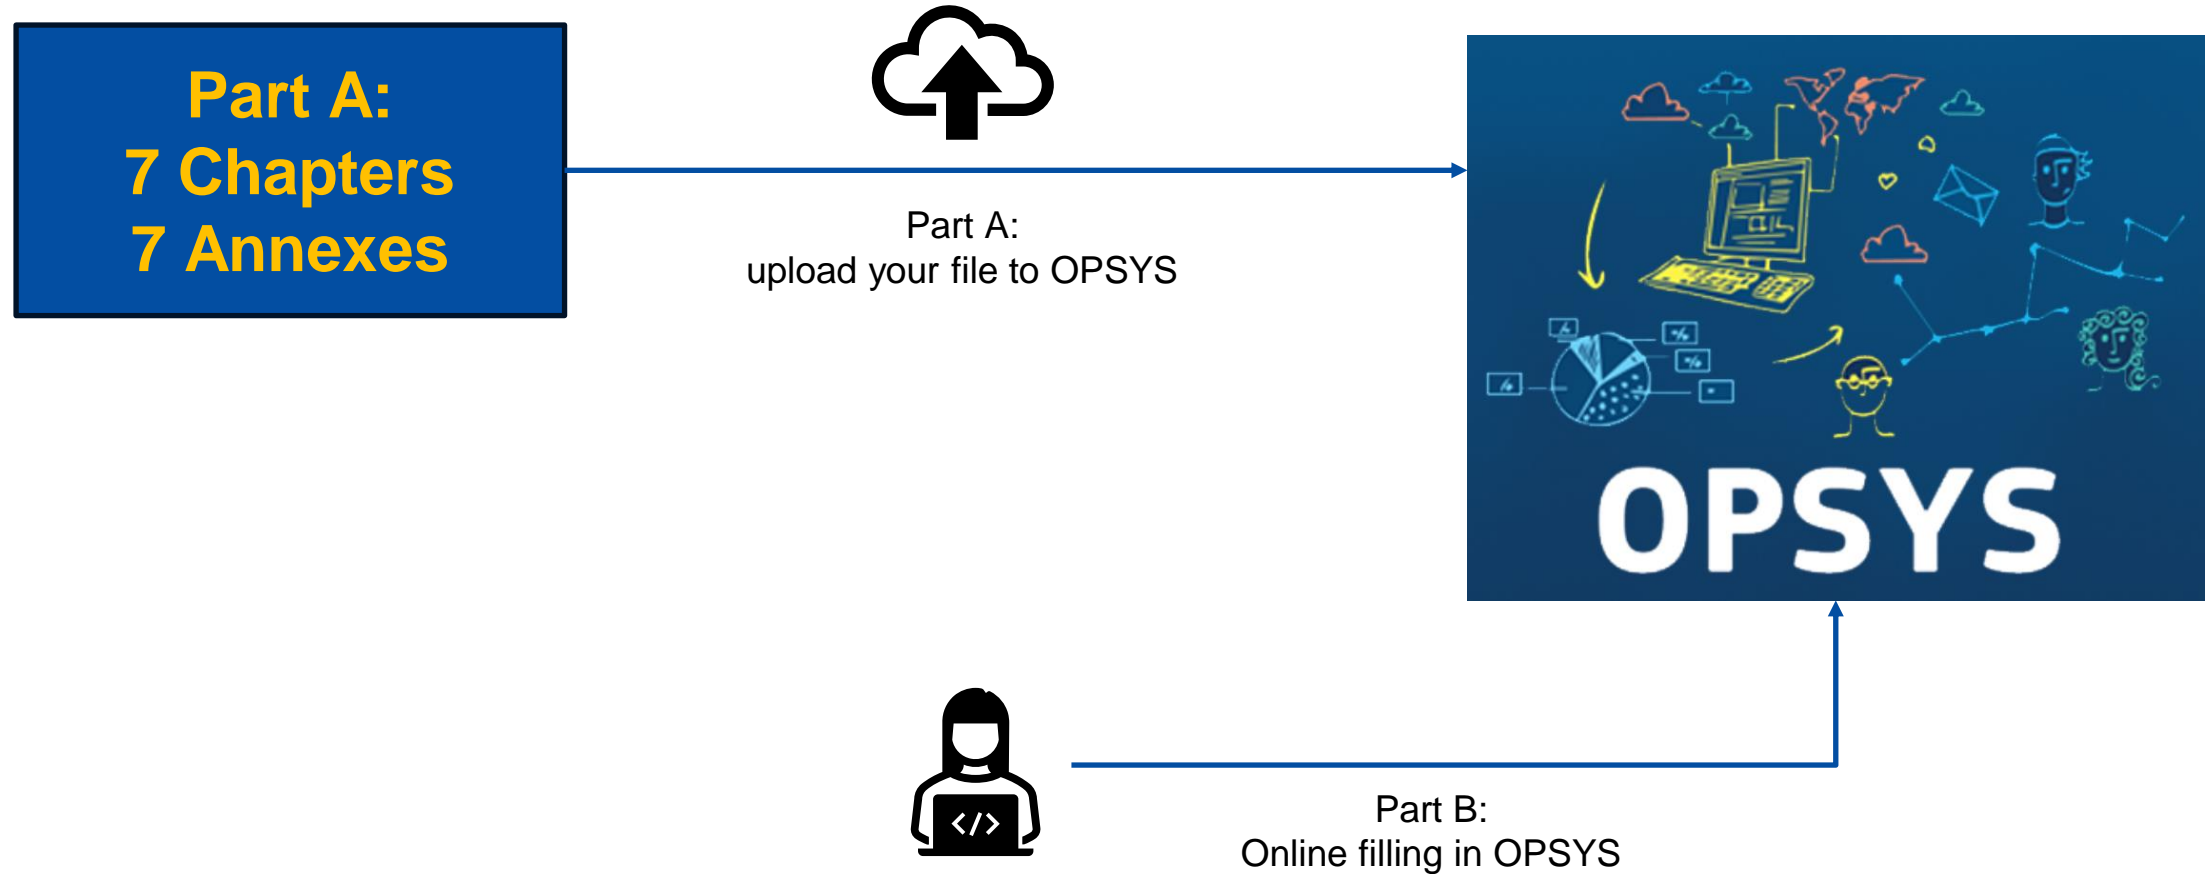 Part A:
7 Chapters
7 Annexes
Part A:
upload your file to OPSYS
OPSYS
</>
Part B:
Online filling in OPSYS